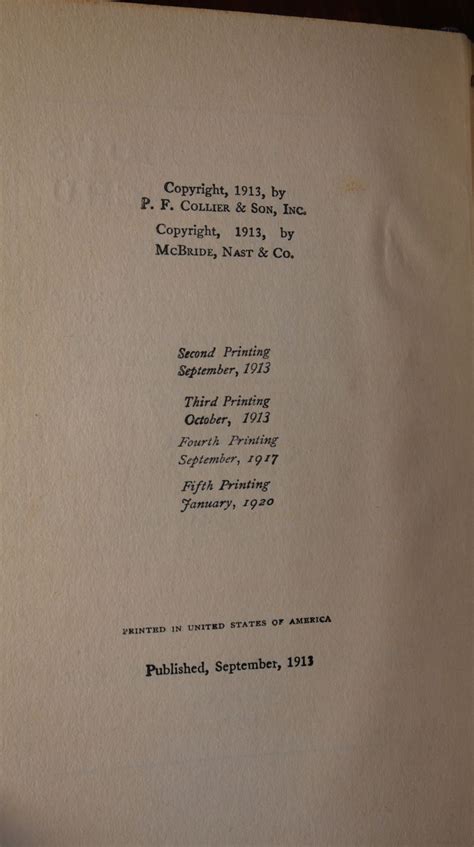 Copyright, 1913, by
P. F. COLLIER & SON, INC.
Copyright, 1913, by
MCBRIDE, NAST & CO.
Second Printing
September, 1913
Third Printing
October, 1913
Fourth Printing
September, 1917
Fifth Printing
January, 1920
PRINTED IN UNITED STATES OF AMERICA
Published, September, 1913